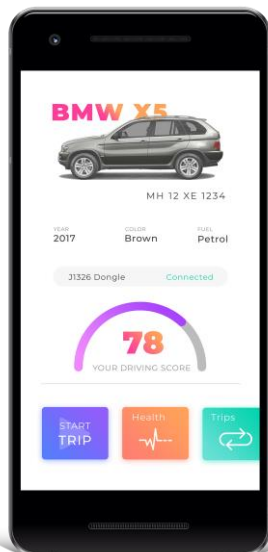 BMW X5
MH 12 XE 1234
YEAR COLOR FUEL
2017 Brown Petrol
J1326 Dongle Connected
78
YOUR DRIVING SCORE
START Health Trips
TRIP